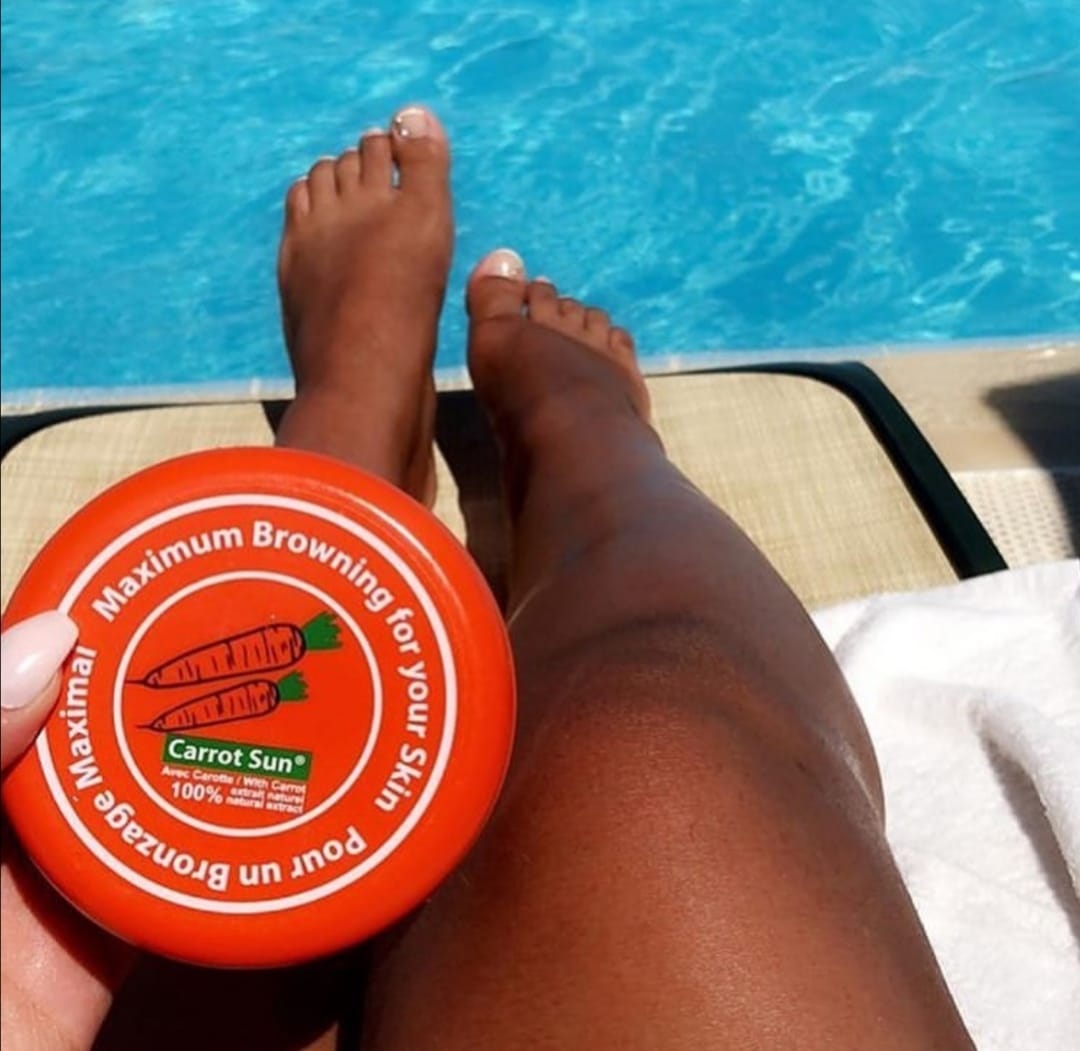 Maximum Browning for your Skin
Carrot Sun®
Avec Carotte / With Carrot
100% extrait naturel
natural extract
Pour un Bronzage Maximal